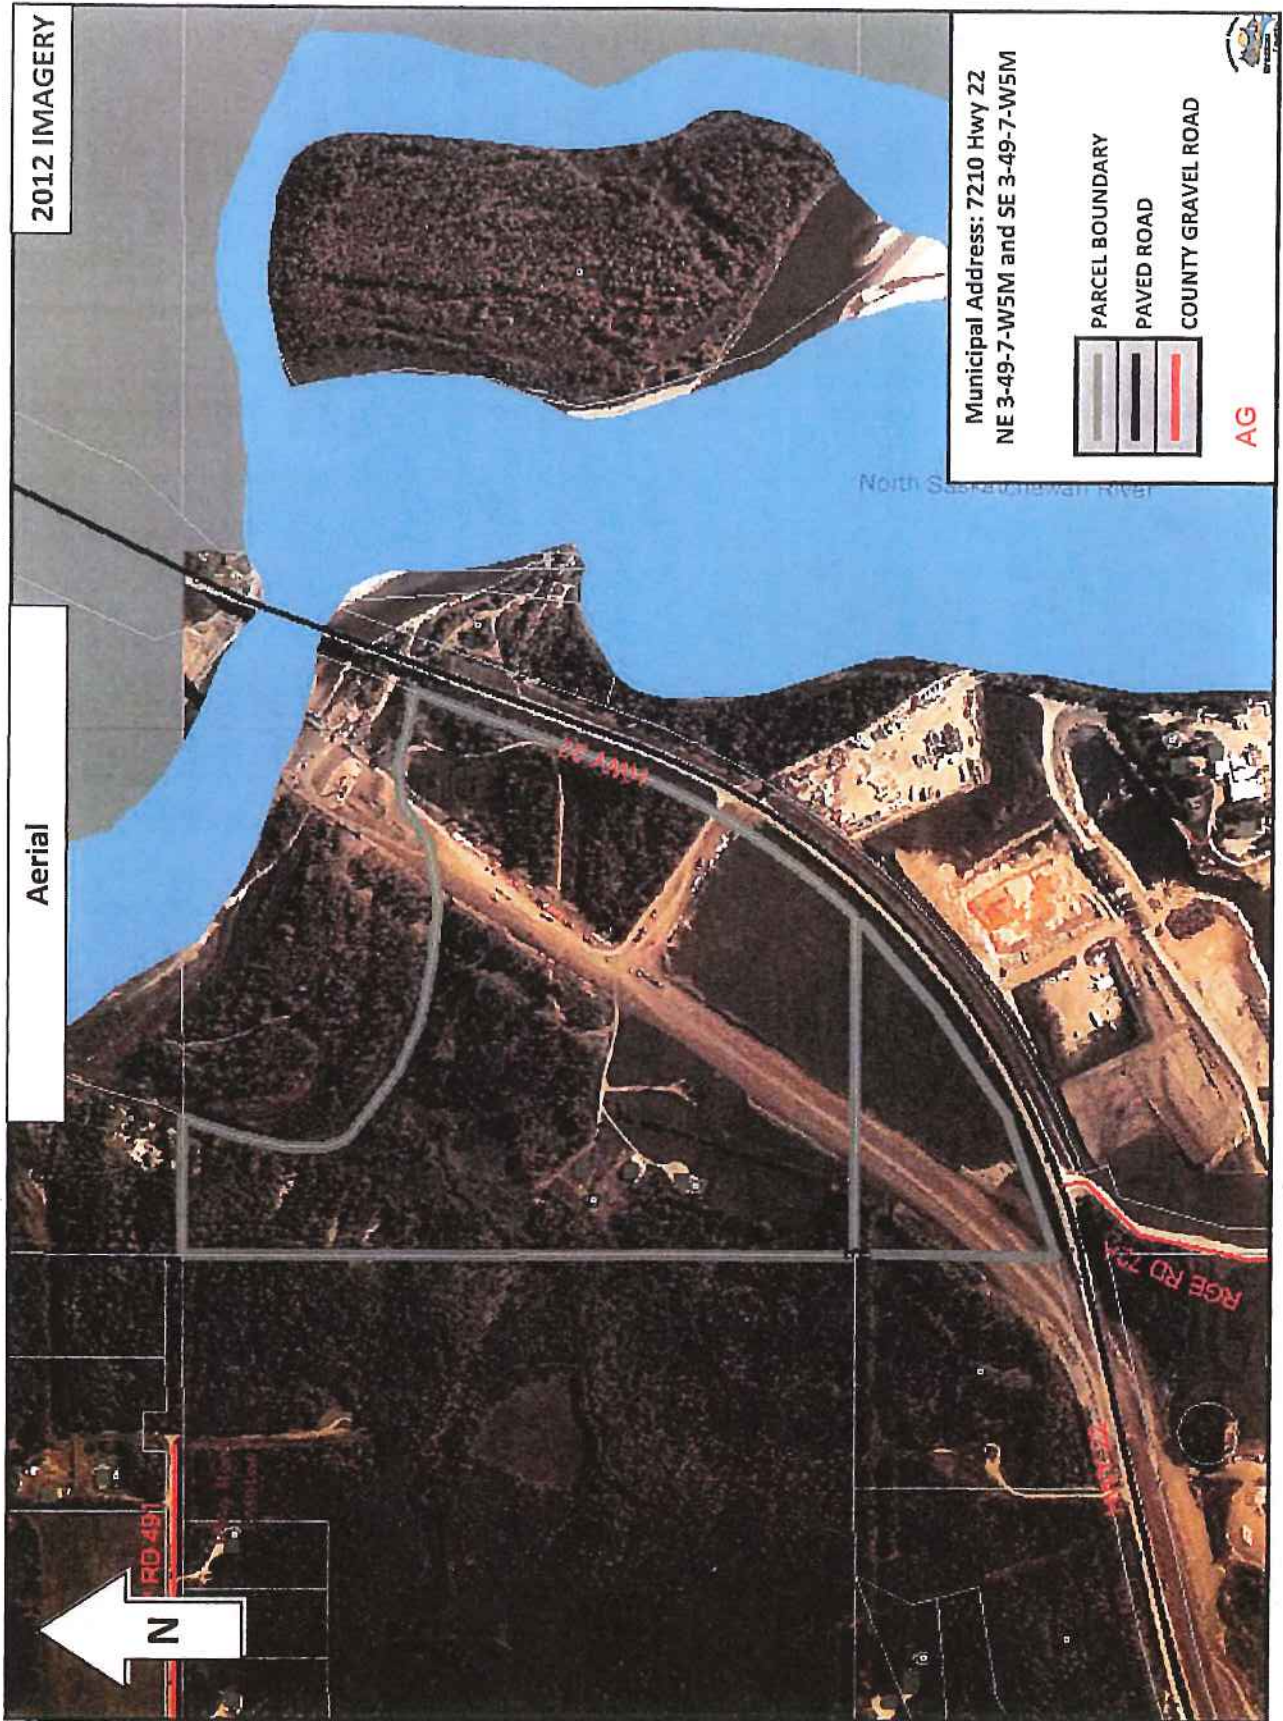 2012 IMAGERY
Aerial
N
RD 491
HWY 22
HWY 22
RGE RD 72A
North Saskatchewan River
Municipal Address: 7210 Hwy 22
NE 3-49-7-W5M and SE 3-49-7-W5M
PARCEL BOUNDARY
PAVED ROAD
COUNTY GRAVEL ROAD
AG